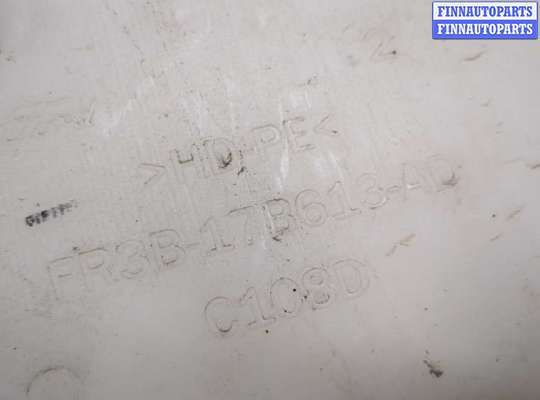 FINNAUTOPARTS
FINNAUTOPARTS
>HD-PE<
FR3B-17B613-AD
C108D